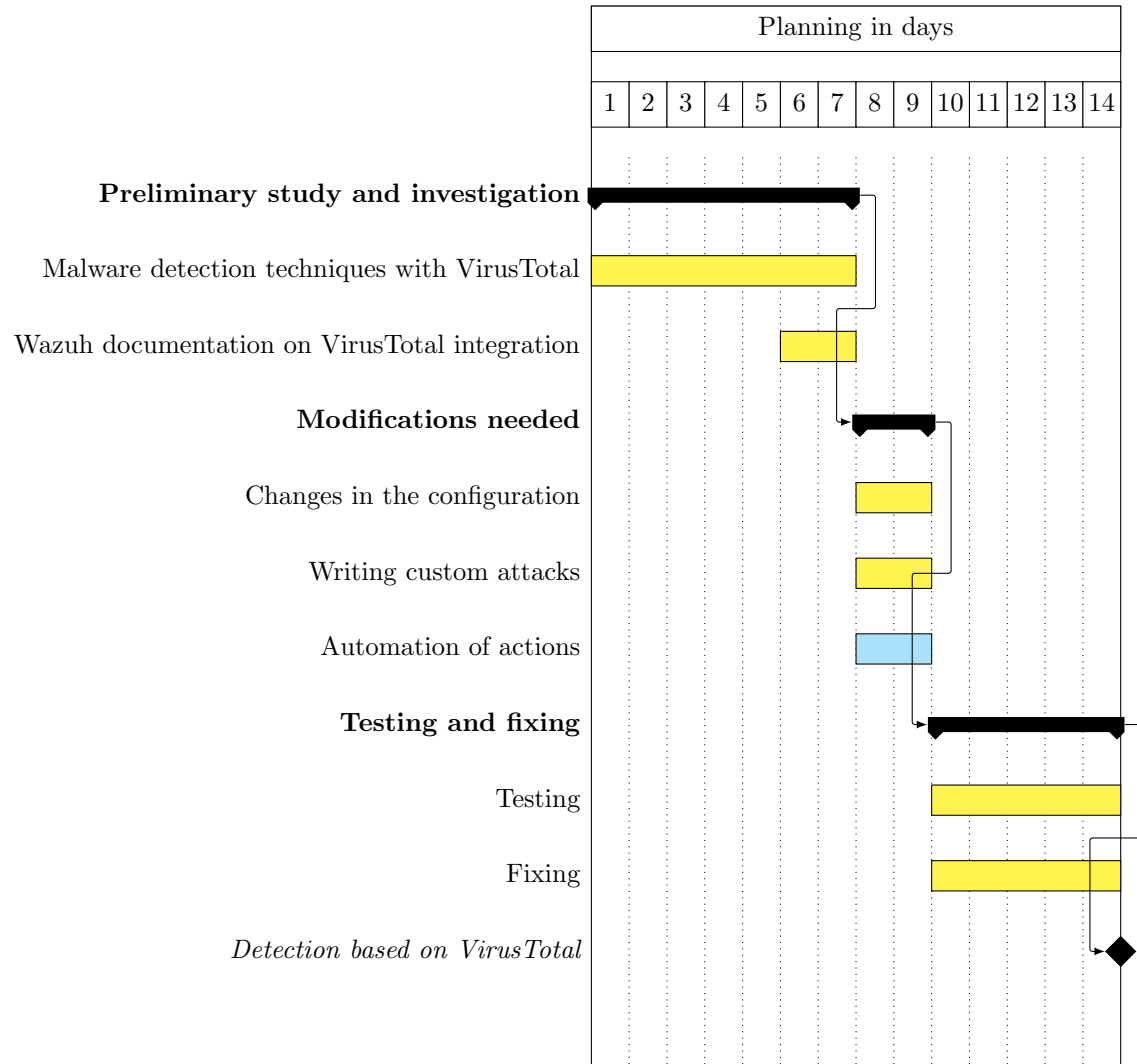 Planning in days
1 2 3 4 5 6 7 8 9 10 11 12 13 14
Preliminary study and investigation
Malware detection techniques with VirusTotal
Wazuh documentation on VirusTotal integration
Modifications needed
Changes in the configuration
Writing custom attacks
Automation of actions
Testing and fixing
Testing
Fixing
Detection based on VirusTotal